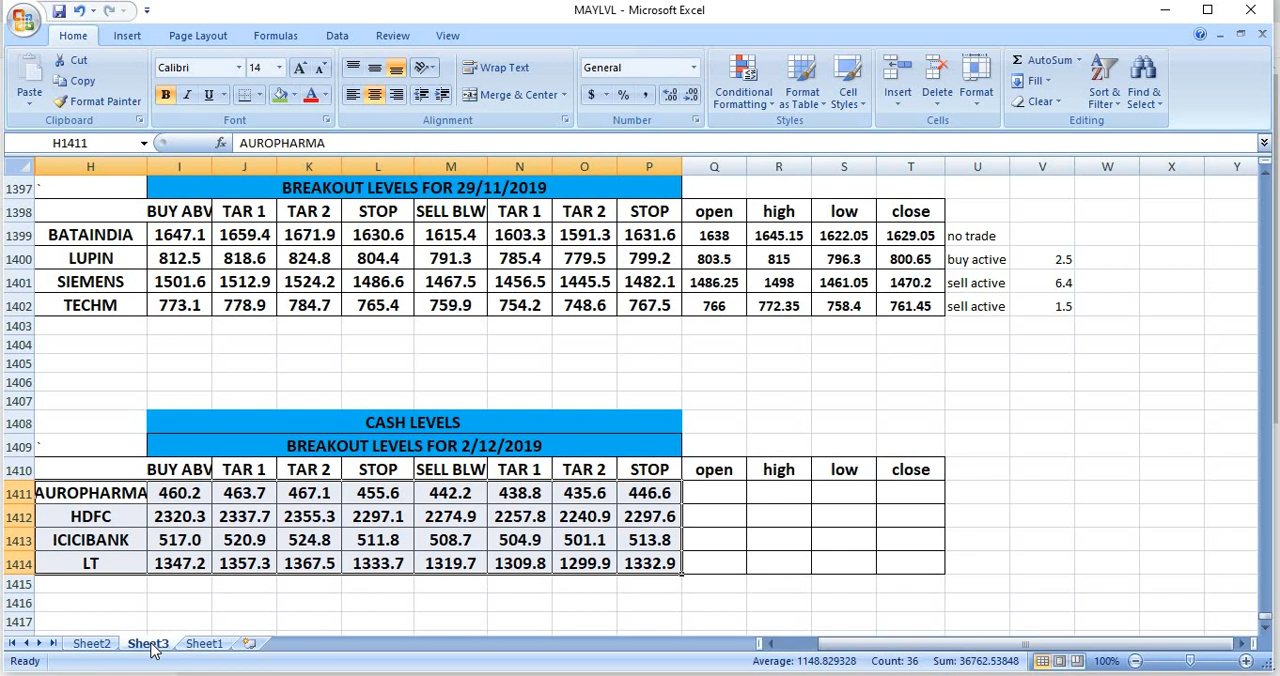 MAYLVL - Microsoft Excel
Home Insert Page Layout Formulas Data Review View
Paste Cut Copy Format Painter
Calibri 14 A A B I U A
Wrap Text Merge & Center
General $ % ,
Conditional Formatting Format as Table Cell Styles
Insert Delete Format
Σ AutoSum Fill Clear Sort & Filter Find & Select
Clipboard Font Alignment Number Styles Cells Editing
H1411 fx AUROPHARMA
H I J K L M N O P Q R S T U V W X Y
1397 ` BREAKOUT LEVELS FOR 29/11/2019
1398 BUY ABV TAR 1 TAR 2 STOP SELL BLW TAR 1 TAR 2 STOP open high low close
1399 BATAINDIA 1647.1 1659.4 1671.9 1630.6 1615.4 1603.3 1591.3 1631.6 1638 1645.15 1622.05 1629.05 no trade
1400 LUPIN 812.5 818.6 824.8 804.4 791.3 785.4 779.5 799.2 803.5 815 796.3 800.65 buy active 2.5
1401 SIEMENS 1501.6 1512.9 1524.2 1486.6 1467.5 1456.5 1445.5 1482.1 1486.25 1498 1461.05 1470.2 sell active 6.4
1402 TECHM 773.1 778.9 784.7 765.4 759.9 754.2 748.6 767.5 766 772.35 758.4 761.45 sell active 1.5
1403
1404
1405
1406
1407
1408 CASH LEVELS
1409 ` BREAKOUT LEVELS FOR 2/12/2019
1410 BUY ABV TAR 1 TAR 2 STOP SELL BLW TAR 1 TAR 2 STOP open high low close
1411 AUROPHARMA 460.2 463.7 467.1 455.6 442.2 438.8 435.6 446.6
1412 HDFC 2320.3 2337.7 2355.3 2297.1 2274.9 2257.8 2240.9 2297.6
1413 ICICIBANK 517.0 520.9 524.8 511.8 508.7 504.9 501.1 513.8
1414 LT 1347.2 1357.3 1367.5 1333.7 1319.7 1309.8 1299.9 1332.9
1415
1416
1417
Sheet2 Sheet3 Sheet1
Ready Average: 1148.829328 Count: 36 Sum: 36762.53848 100%